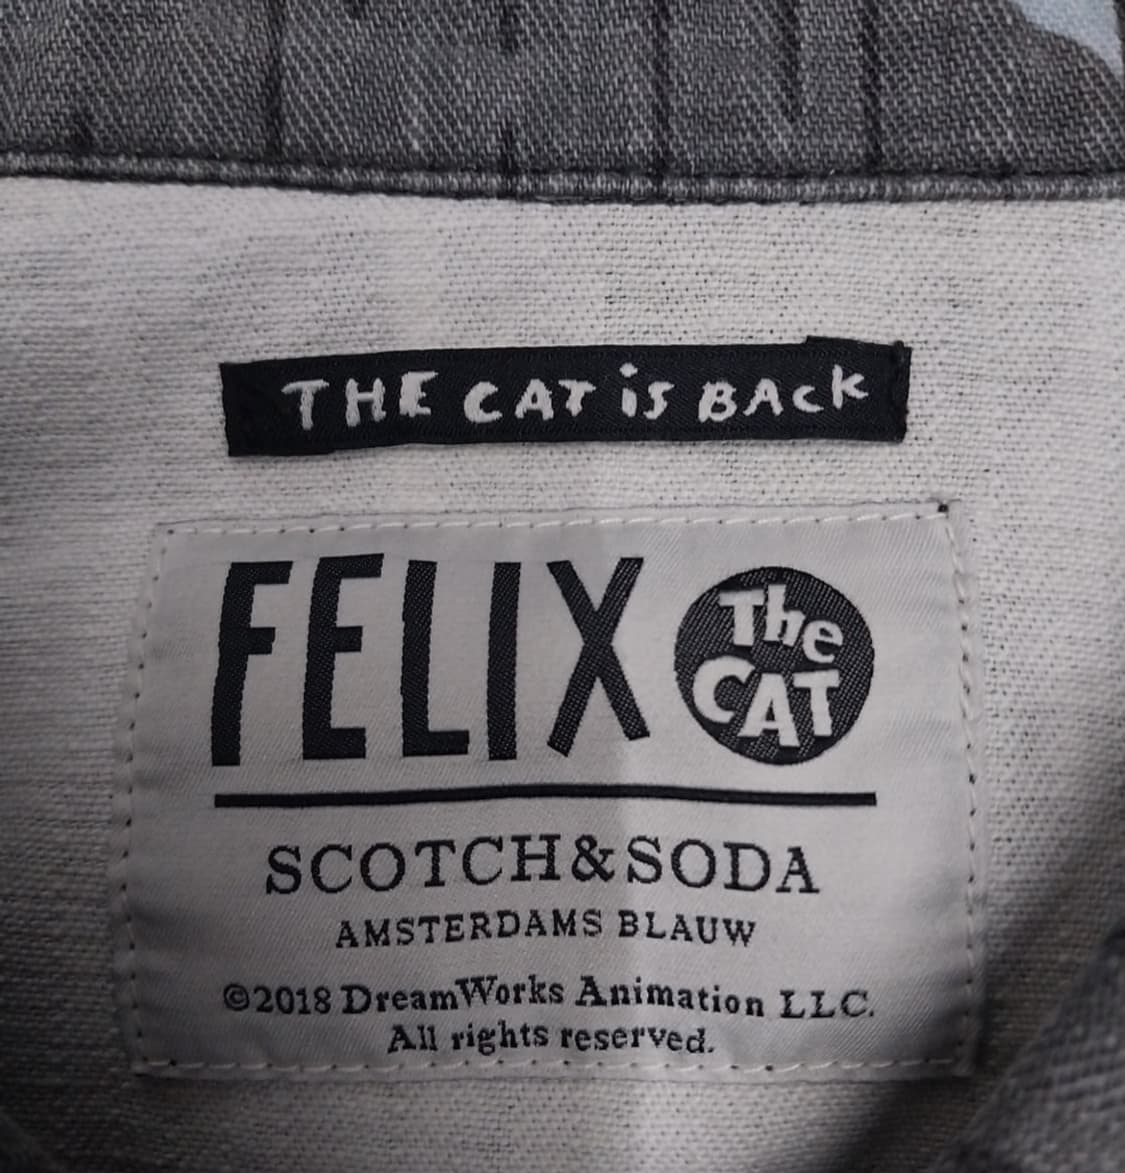 THE CAT is BACK
FELIX The CAT
SCOTCH&SODA
AMSTERDAMS BLAUW
©2018 DreamWorks Animation LLC.
All rights reserved.